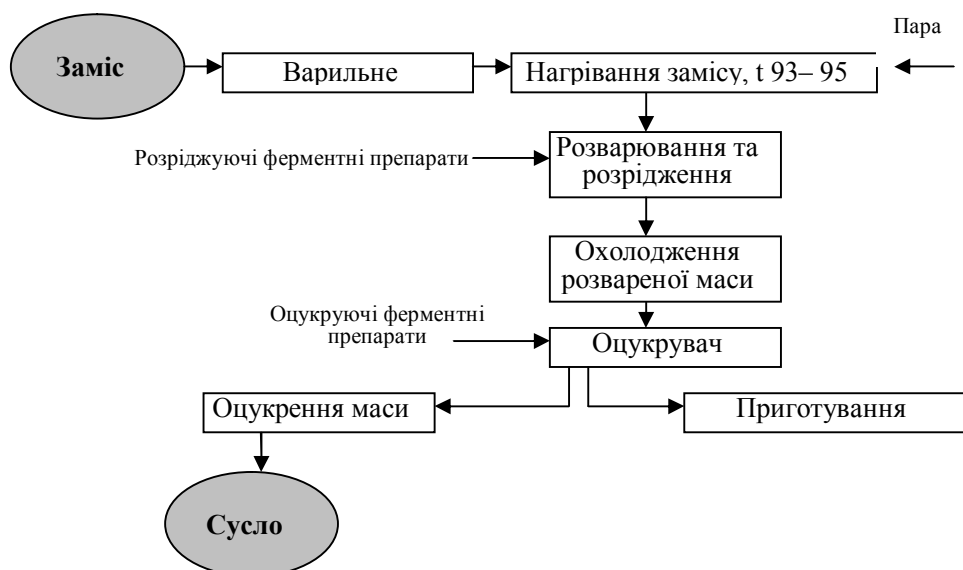 Пара
Заміс
Варильне
Нагрівання замісу, t 93– 95
Розріджуючі ферментні препарати
Розварювання та
розрідження
Охолодження
розвареної маси
Оцукруючі ферментні
препарати
Оцукрувач
Оцукрення маси
Приготування
Сусло